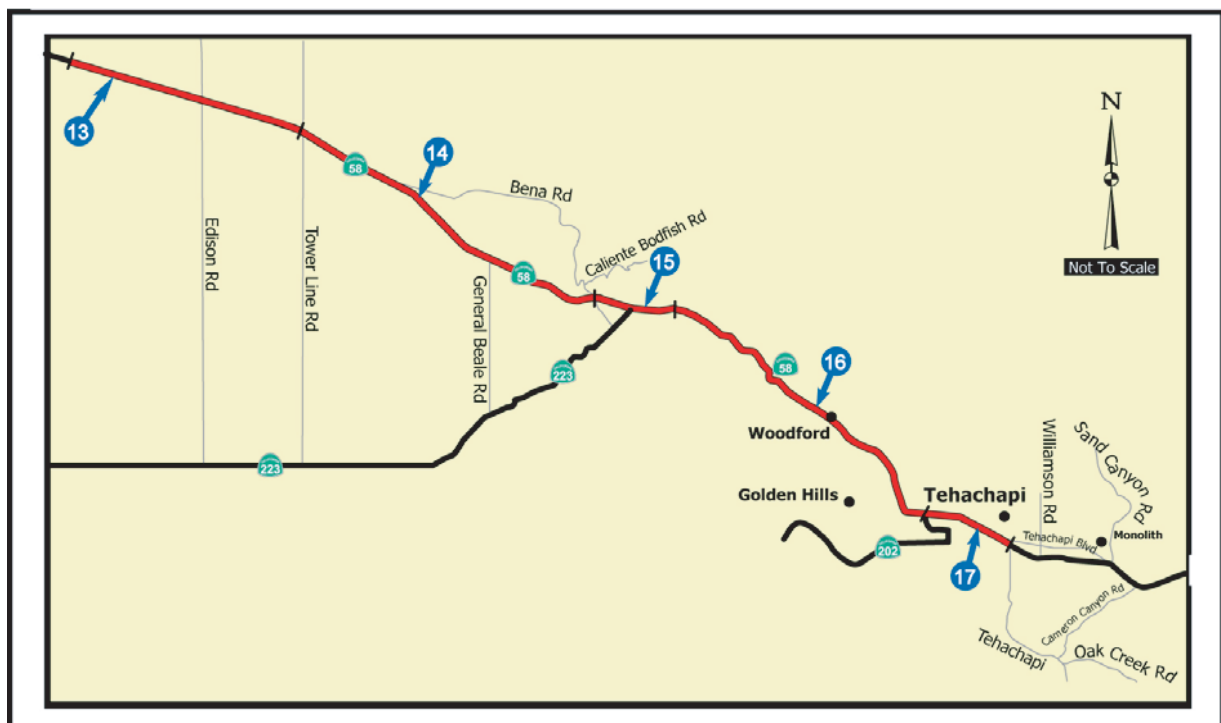 N
Not To Scale
13
14
15
16
17
58
58
58
223
223
202
Edison Rd
Tower Line Rd
General Beale Rd
Bena Rd
Caliente Bodfish Rd
Woodford
Golden Hills
Tehachapi
Williamson Rd
Sand Canyon Rd
Monolith
Tehachapi Blvd
Cameron Canyon Rd
Tehachapi
Oak Creek Rd